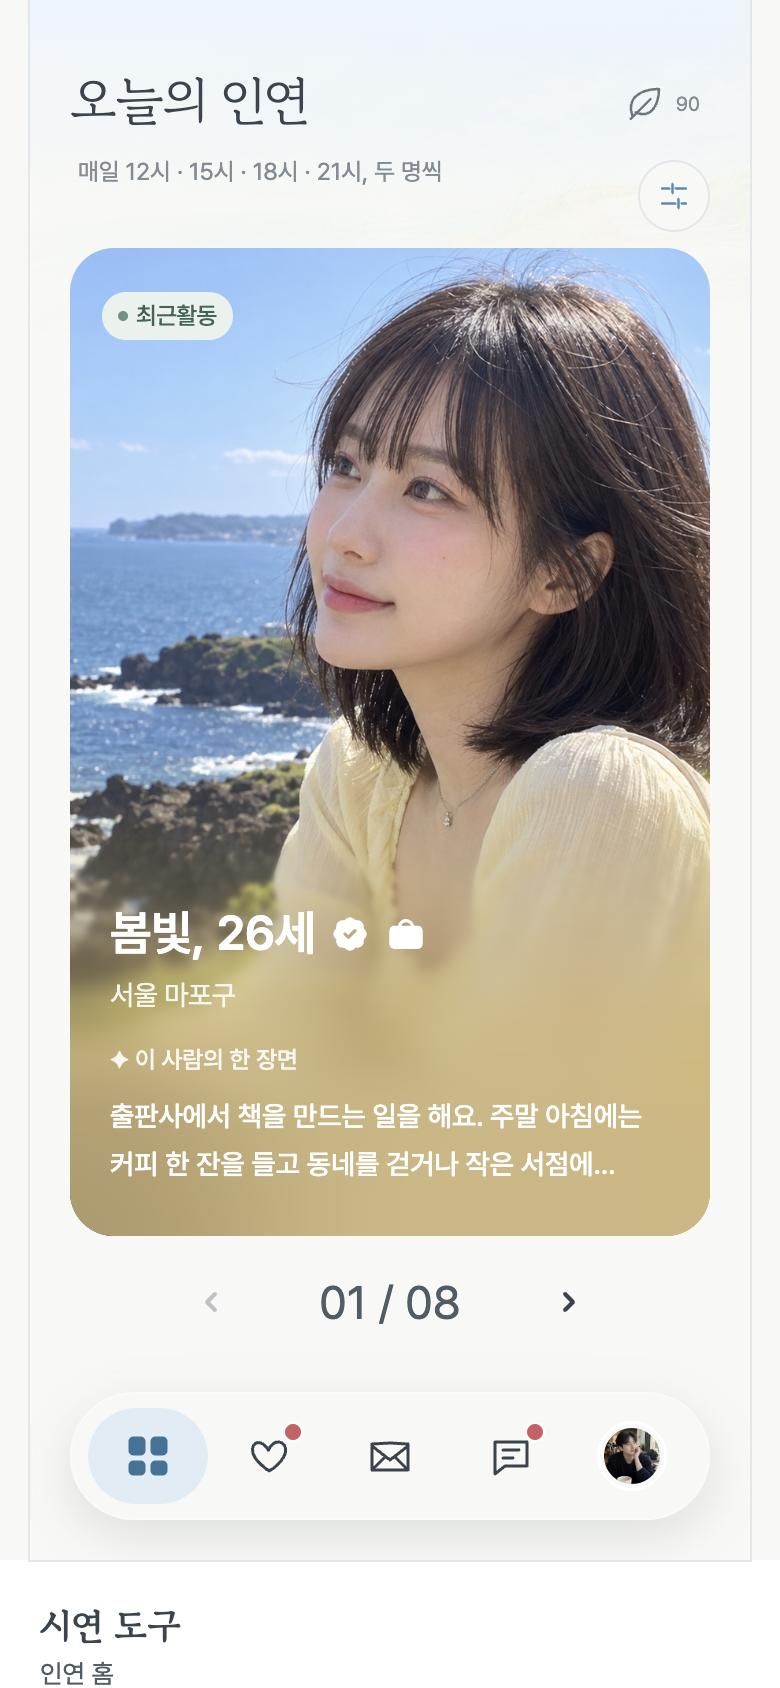 오늘의 인연
90
매일 12시 · 15시 · 18시 · 21시, 두 명씩
최근활동
봄빛, 26세
서울 마포구
✦ 이 사람의 한 장면
출판사에서 책을 만드는 일을 해요. 주말 아침에는
커피 한 잔을 들고 동네를 걷거나 작은 서점에...
01 / 08
시연 도구
인연 홈